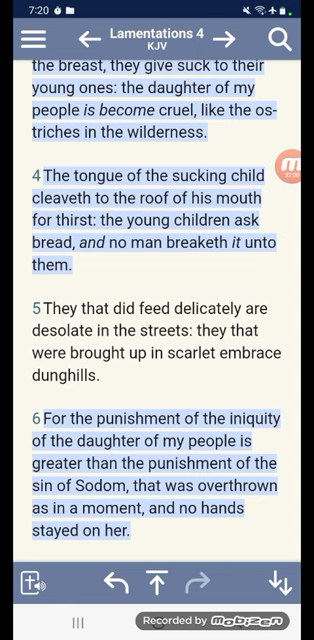 7:20
Lamentations 4
KJV
the breast, they give suck to their
young ones: the daughter of my
people is become cruel, like the os-
triches in the wilderness.
4 The tongue of the sucking child
cleaveth to the roof of his mouth
for thirst: the young children ask
bread, and no man breaketh it unto
them.
5 They that did feed delicately are
desolate in the streets: they that
were brought up in scarlet embrace
dunghills.
6 For the punishment of the iniquity
of the daughter of my people is
greater than the punishment of the
sin of Sodom, that was overthrown
as in a moment, and no hands
stayed on her.
Recorded by Mobizen